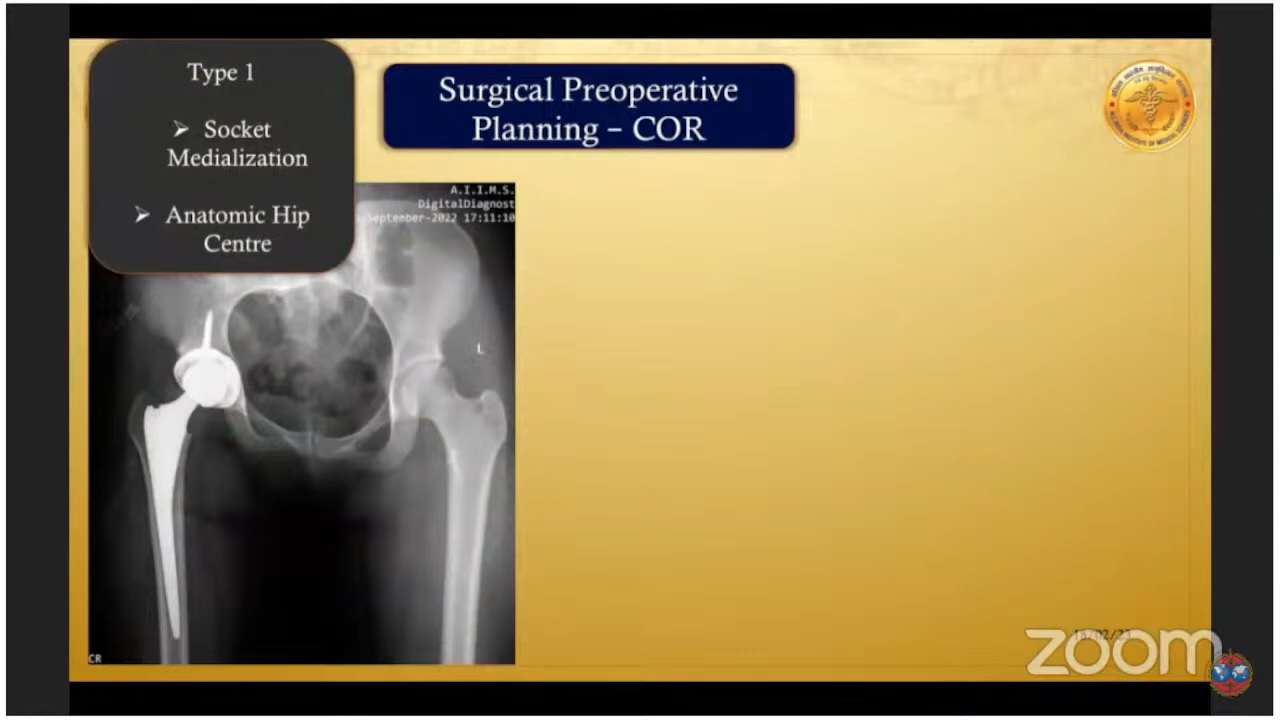 Type 1
➢ Socket
Medialization
➢ Anatomic Hip
Centre
Surgical Preoperative
Planning – COR
A.I.I.M.S.
DigitalDiagnost
September-2022 17:11:10
L
CR
zoom